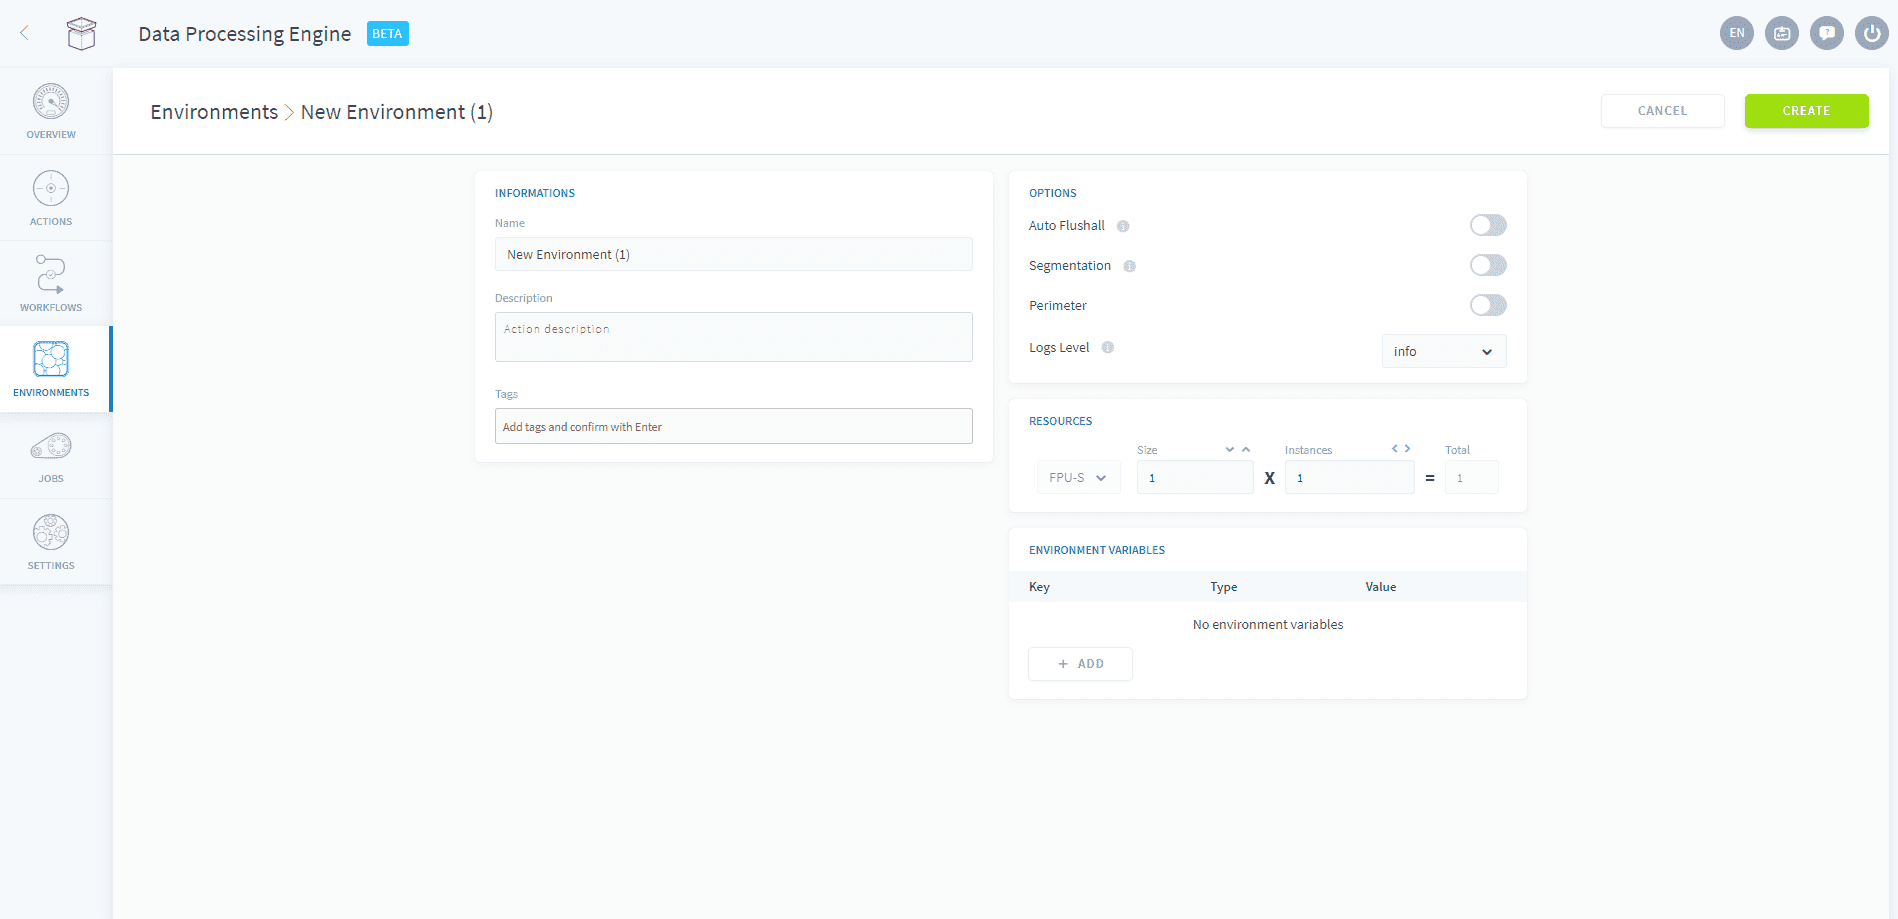 Data Processing Engine BETA
EN
OVERVIEW
ACTIONS
WORKFLOWS
ENVIRONMENTS
JOBS
SETTINGS
Environments > New Environment (1)
CANCEL
CREATE
INFORMATIONS
Name
New Environment (1)
Description
Action description
Tags
Add tags and confirm with Enter
OPTIONS
Auto Flushall
Segmentation
Perimeter
Logs Level
info
RESOURCES
Size Instances Total
FPU-S 1 X 1 = 1
ENVIRONMENT VARIABLES
Key Type Value
No environment variables
+ ADD